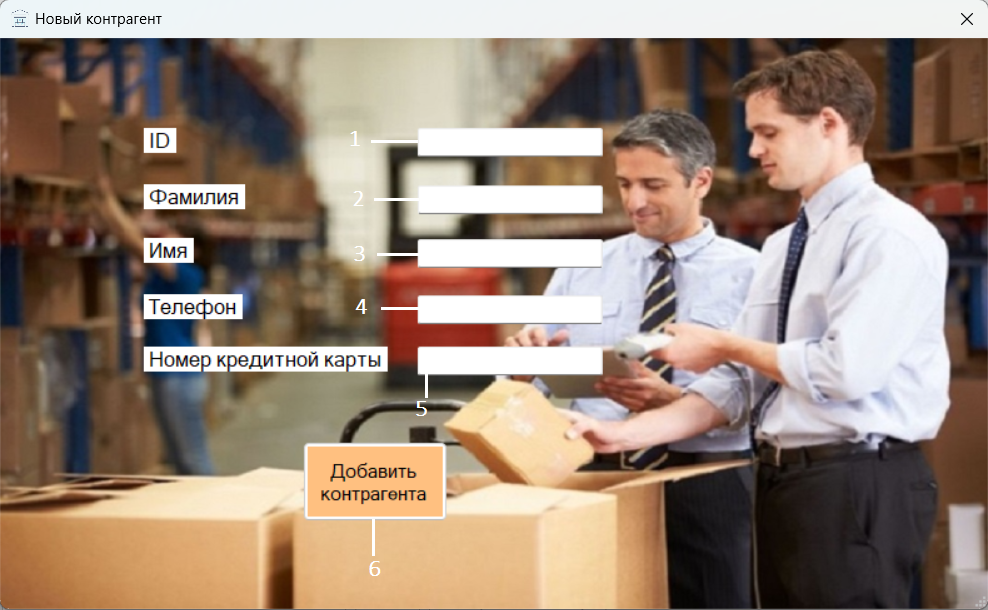 Новый контрагент
ID 1
Фамилия 2
Имя 3
Телефон 4
Номер кредитной карты
5
Добавить
контрагента
6